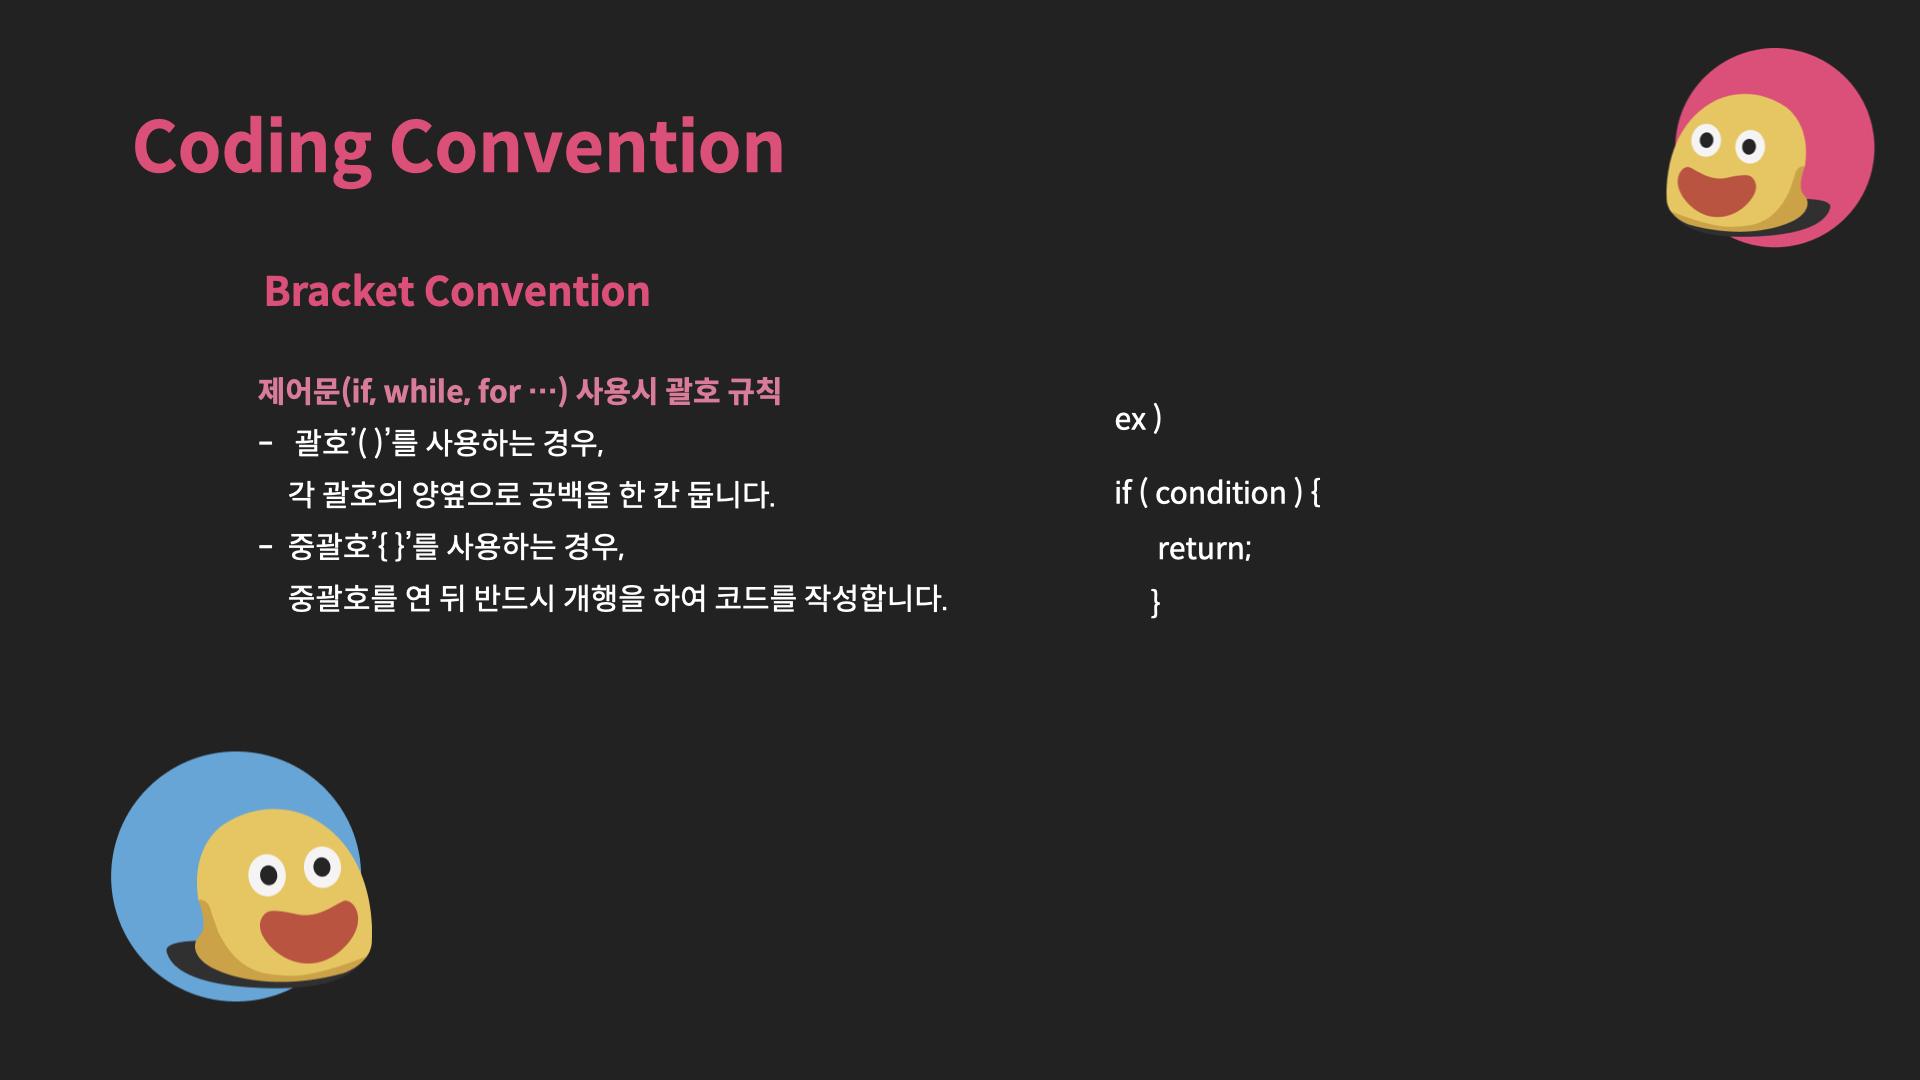 Coding Convention
Bracket Convention
제어문(if, while, for …) 사용시 괄호 규칙
- 괄호’( )’를 사용하는 경우,
각 괄호의 양옆으로 공백을 한 칸 둡니다.
- 중괄호’{ }’를 사용하는 경우,
중괄호를 연 뒤 반드시 개행을 하여 코드를 작성합니다.
ex )
if ( condition ) {
return;
}